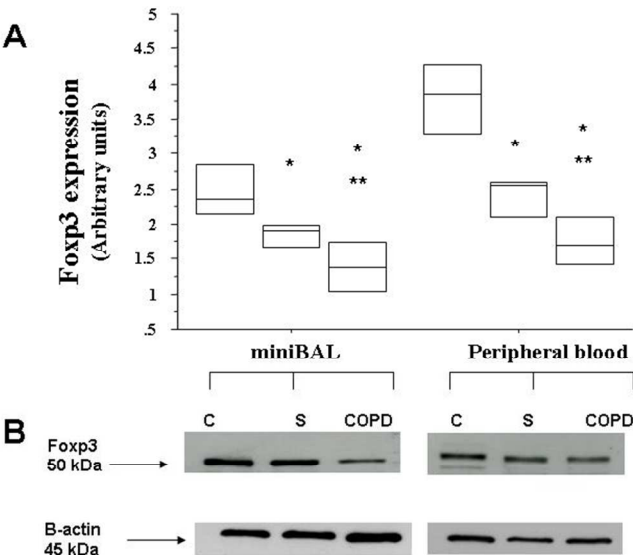 A
Foxp3 expression
(Arbitrary units)
5
4.5
4
3.5
3
2.5
2
1.5
1
.5
*
*
**
*
*
**
miniBAL
Peripheral blood
B
C S COPD
C S COPD
Foxp3
50 kDa
B-actin
45 kDa